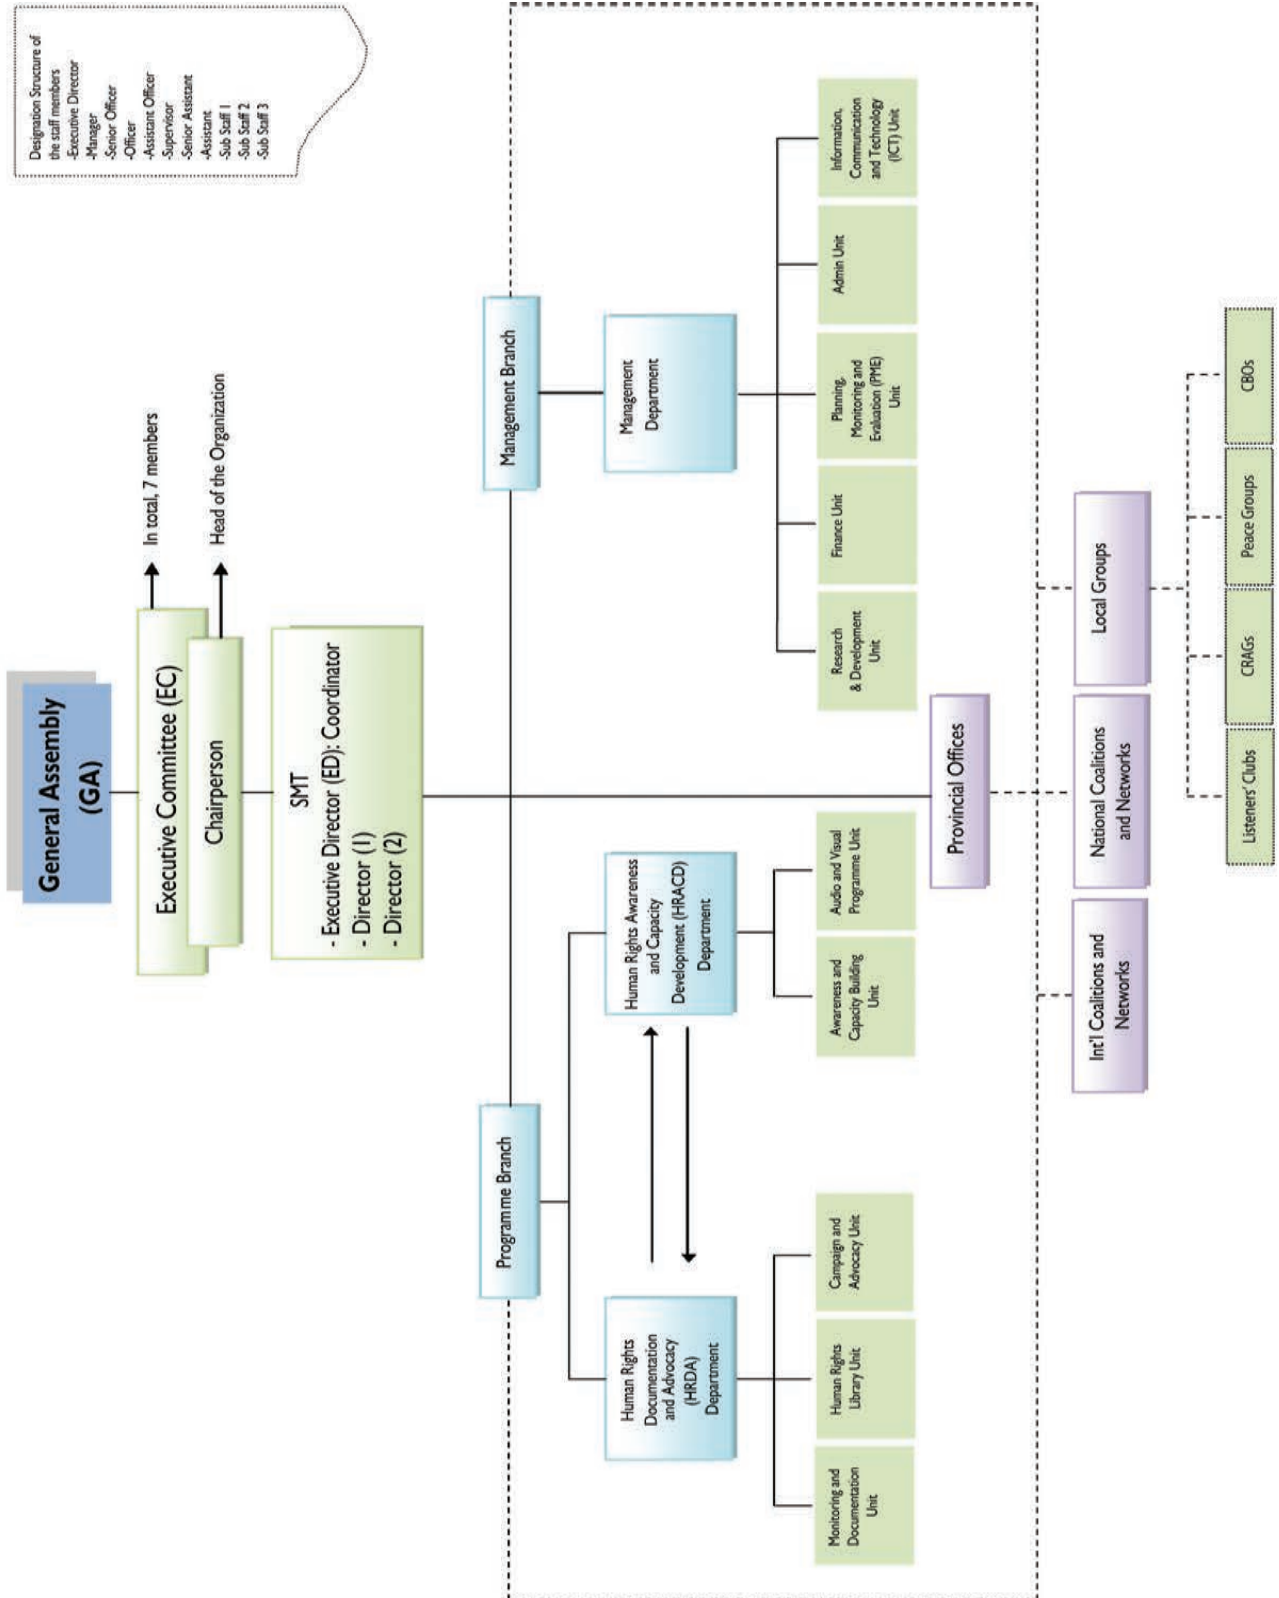 General Assembly
(GA)
Executive Committee (EC)
In total, 7 members
Chairperson
Head of the Organization
SMT
- Executive Director (ED): Coordinator
- Director (1)
- Director (2)
Designation Structure of
the staff members
-Executive Director
-Manager
-Senior Officer
-Officer
-Assistant Officer
-Supervisor
-Senior Assistant
-Assistant
-Sub Staff 1
-Sub Staff 2
-Sub Staff 3
Programme Branch
Management Branch
Human Rights
Documentation
and Advocacy
(HRDA)
Department
Human Rights Awareness
and Capacity
Development (HRACD)
Department
Management
Department
Monitoring and
Documentation
Unit
Human Rights
Library Unit
Campaign and
Advocacy Unit
Awareness and
Capacity Building
Unit
Audio and Visual
Programme Unit
Research
& Development
Unit
Finance Unit
Planning,
Monitoring and
Evaluation (PME)
Unit
Admin Unit
Information,
Communication
and Technology
(ICT) Unit
Provincial Offices
Int'l Coalitions and
Networks
National Coalitions
and Networks
Local Groups
Listeners' Clubs
CRAGs
Peace Groups
CBOs